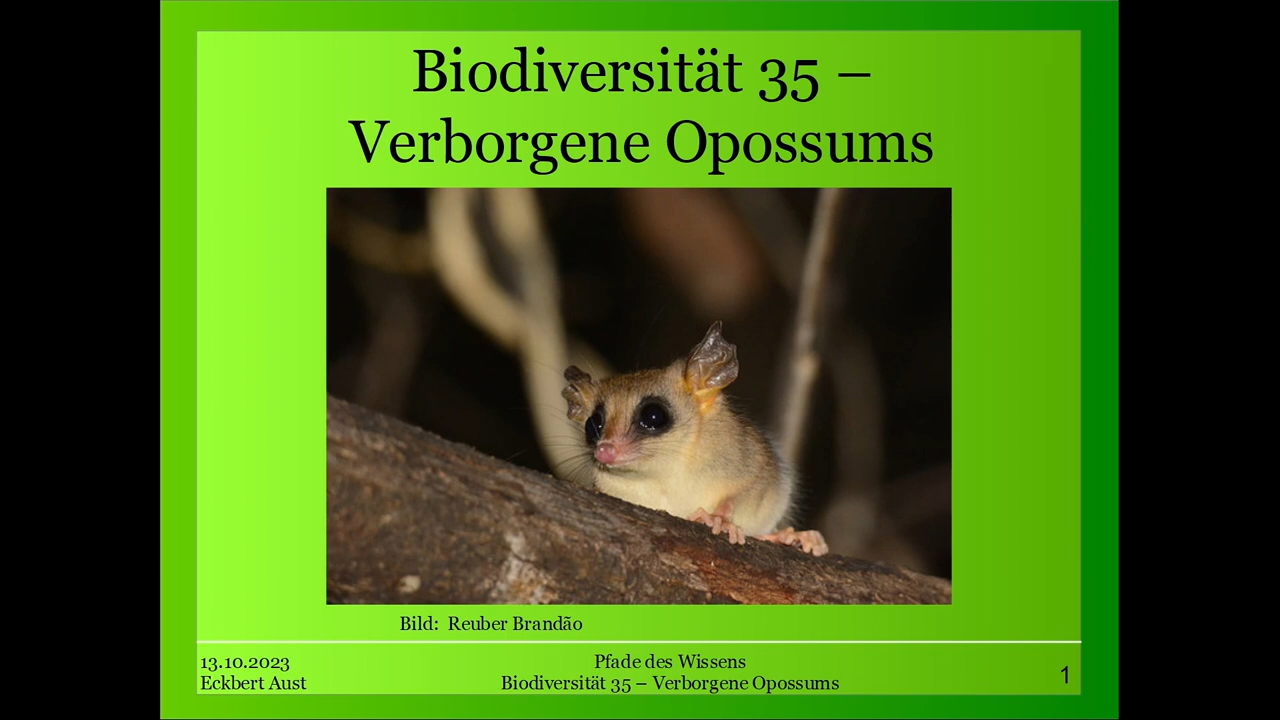 Biodiversität 35 –
Verborgene Opossums
Bild: Reuber Brandão
13.10.2023
Eckbert Aust
Pfade des Wissens
Biodiversität 35 – Verborgene Opossums
1